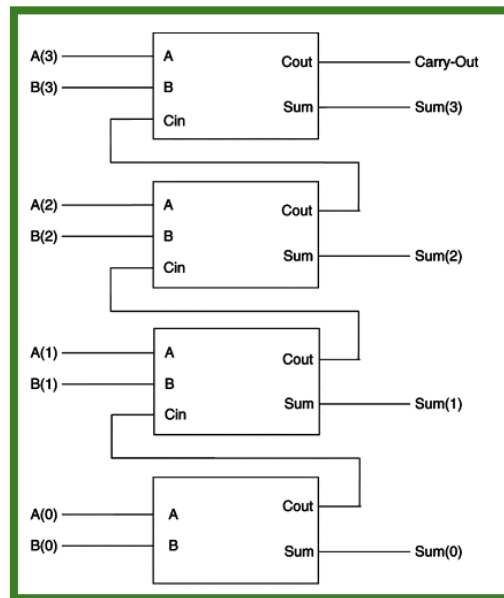 A(3) A Cout Carry-Out
B(3) B Sum Sum(3)
Cin
A(2) A Cout
B(2) B Sum Sum(2)
Cin
A(1) A Cout
B(1) B Sum Sum(1)
Cin
A(0) A Cout
B(0) B Sum Sum(0)